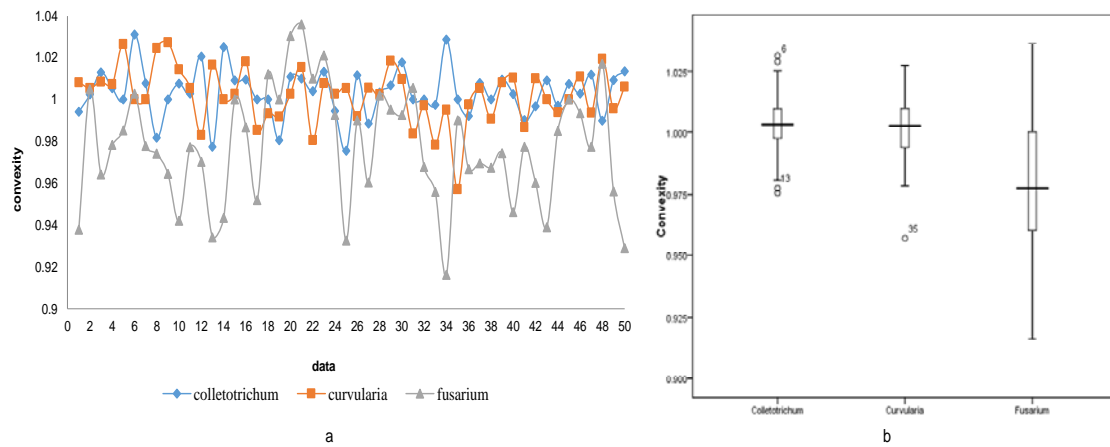 1.04
1.02
1
0.98
0.96
0.94
0.92
0.9
convexity
0 2 4 6 8 10 12 14 16 18 20 22 24 26 28 30 32 34 36 38 40 42 44 46 48 50
data
colletotrichum curvularia fusarium
a
1.025
1.000
0.975
0.950
0.925
0.900
Convexity
6
13
35
Colletotrichum Curvularia Fusarium
b